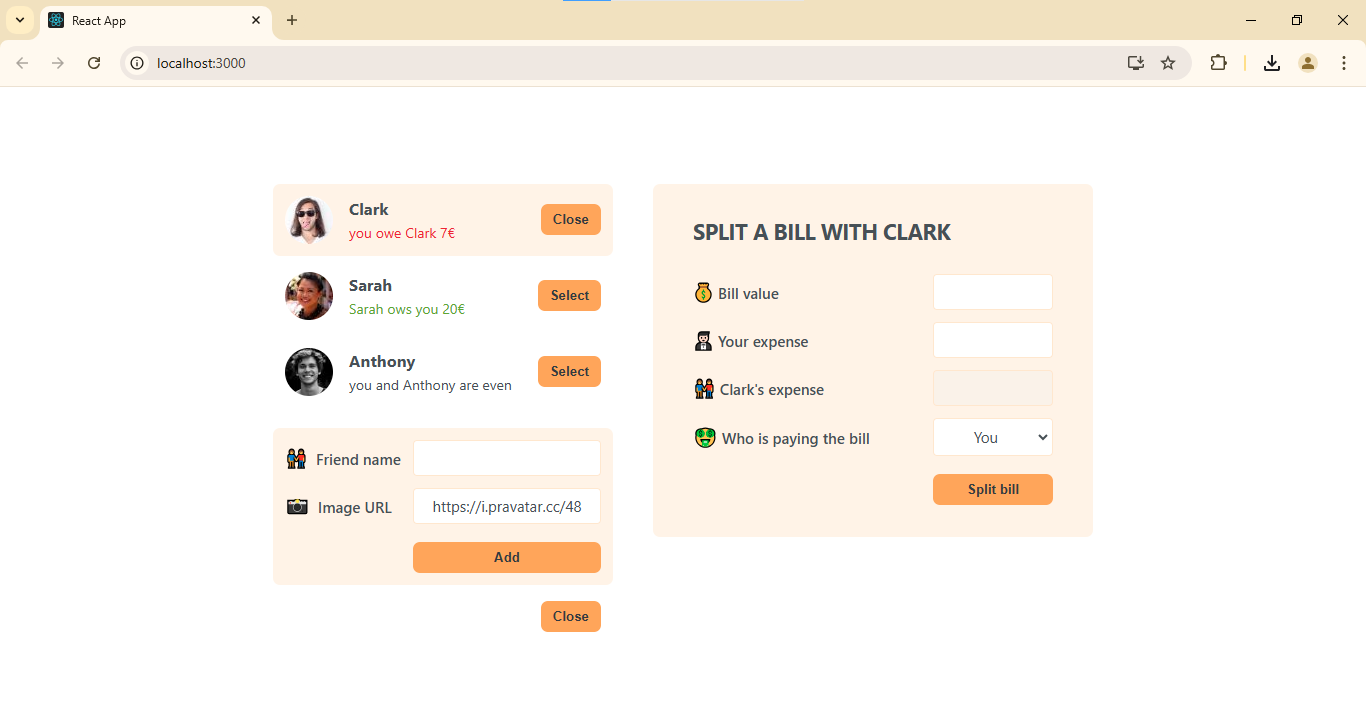 React App
localhost:3000
Clark
you owe Clark 7€
Close
Sarah
Sarah ows you 20€
Select
Anthony
you and Anthony are even
Select
Friend name
Image URL
https://i.pravatar.cc/48
Add
Close
SPLIT A BILL WITH CLARK
Bill value
Your expense
Clark's expense
Who is paying the bill
You
Split bill